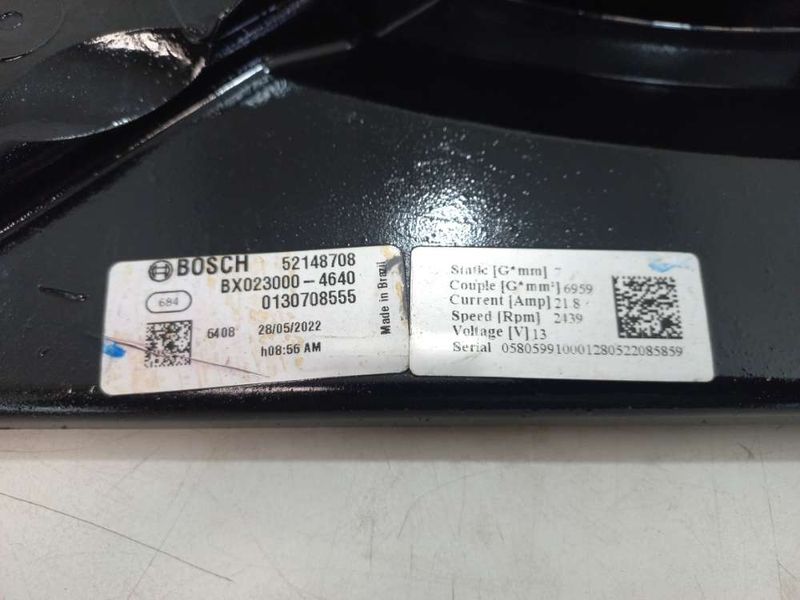 BOSCH 52148708
BX023000-4640
684 0130708555
Made in Brazil
6408 28/05/2022
h08:56 AM
Static [G*mm] 7
Couple [G*mm²] 6959
Current [Amp] 21.8
Speed [Rpm] 2439
Voltage [V] 13
Serial 0580599100012805220858​59